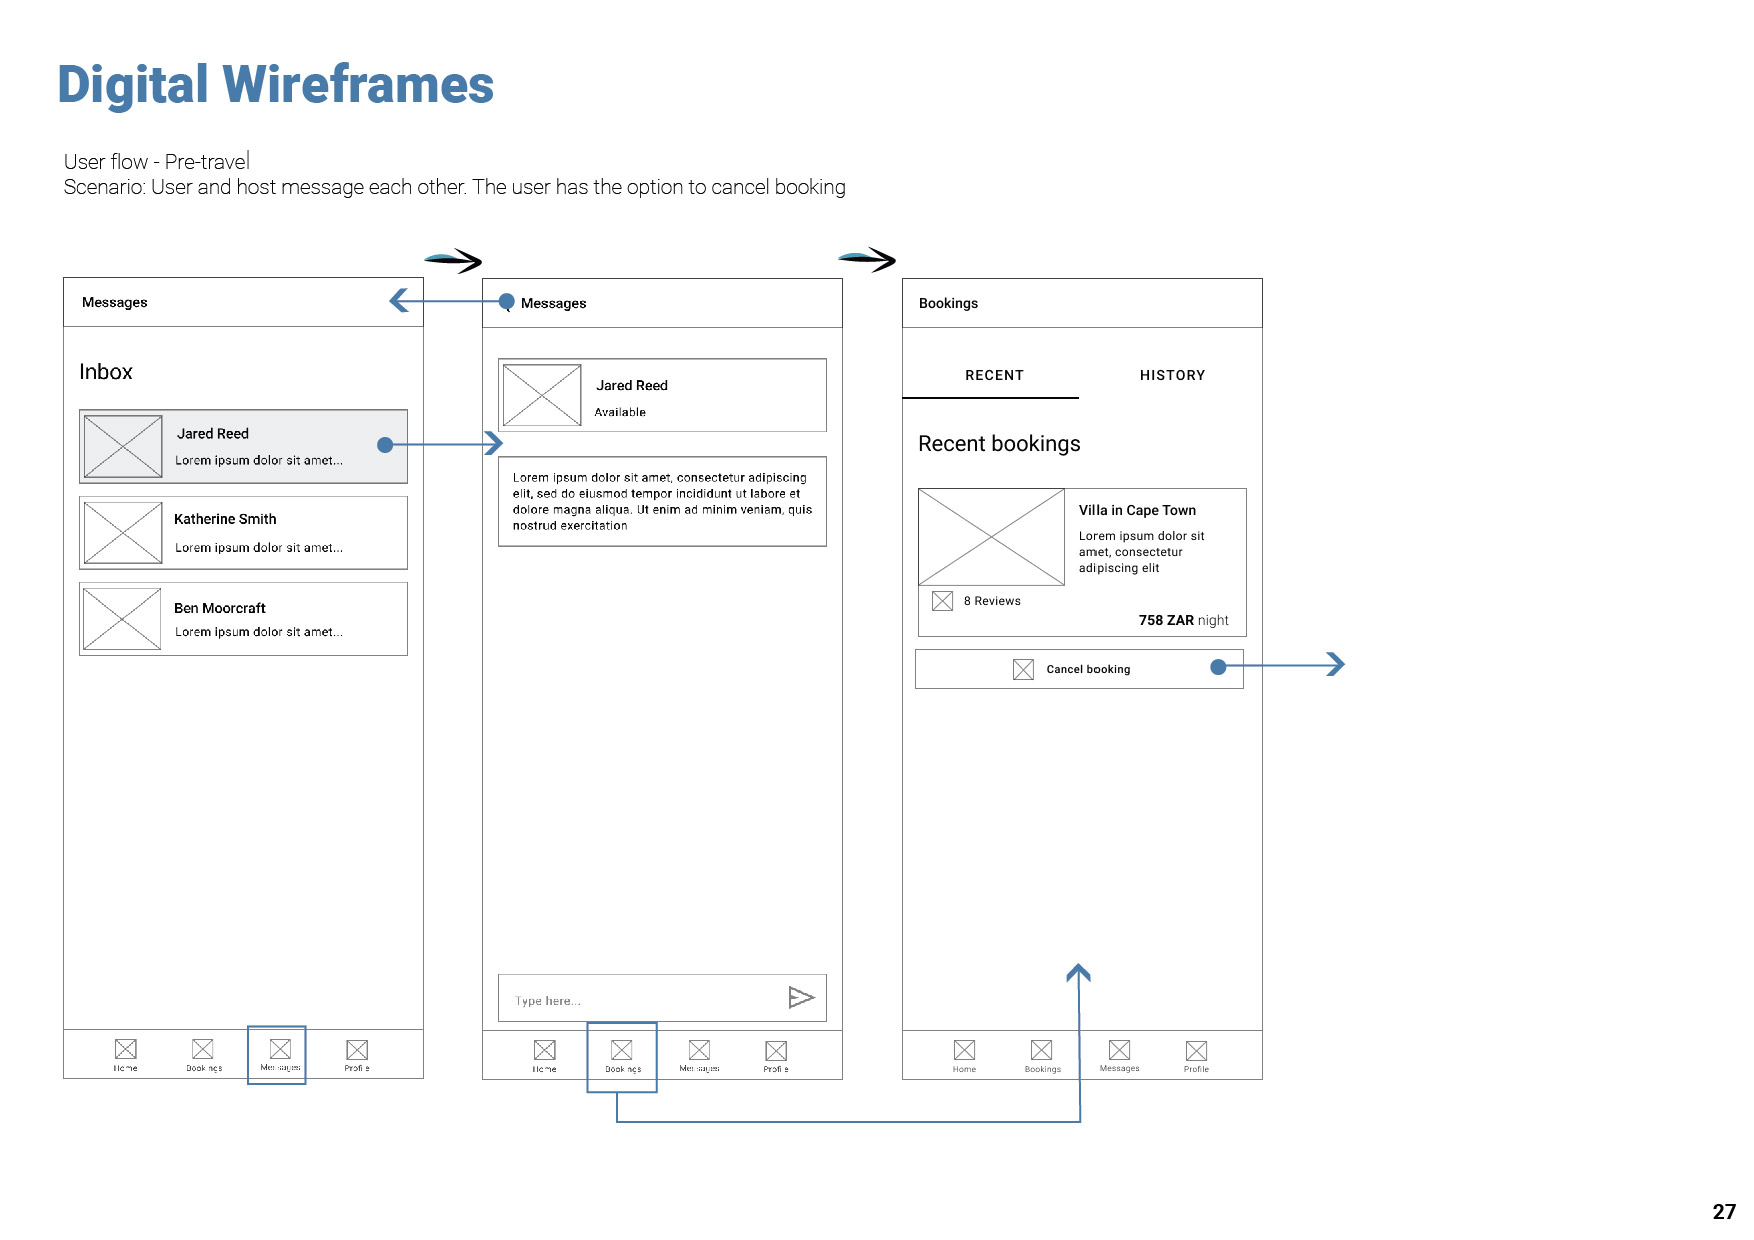 Digital Wireframes
User flow - Pre-travel
Scenario: User and host message each other. The user has the option to cancel booking
Messages
Inbox
Jared Reed
Lorem ipsum dolor sit amet...
Katherine Smith
Lorem ipsum dolor sit amet...
Ben Moorcraft
Lorem ipsum dolor sit amet...
Home Bookings Messages Profile
Messages
Jared Reed
Available
Lorem ipsum dolor sit amet, consectetur adipiscing
elit, sed do eiusmod tempor incididunt ut labore et
dolore magna aliqua. Ut enim ad minim veniam, quis
nostrud exercitation
Type here...
Home Bookings Messages Profile
Bookings
RECENT HISTORY
Recent bookings
Villa in Cape Town
Lorem ipsum dolor sit
amet, consectetur
adipiscing elit
8 Reviews
758 ZAR night
Cancel booking
Home Bookings Messages Profile
27